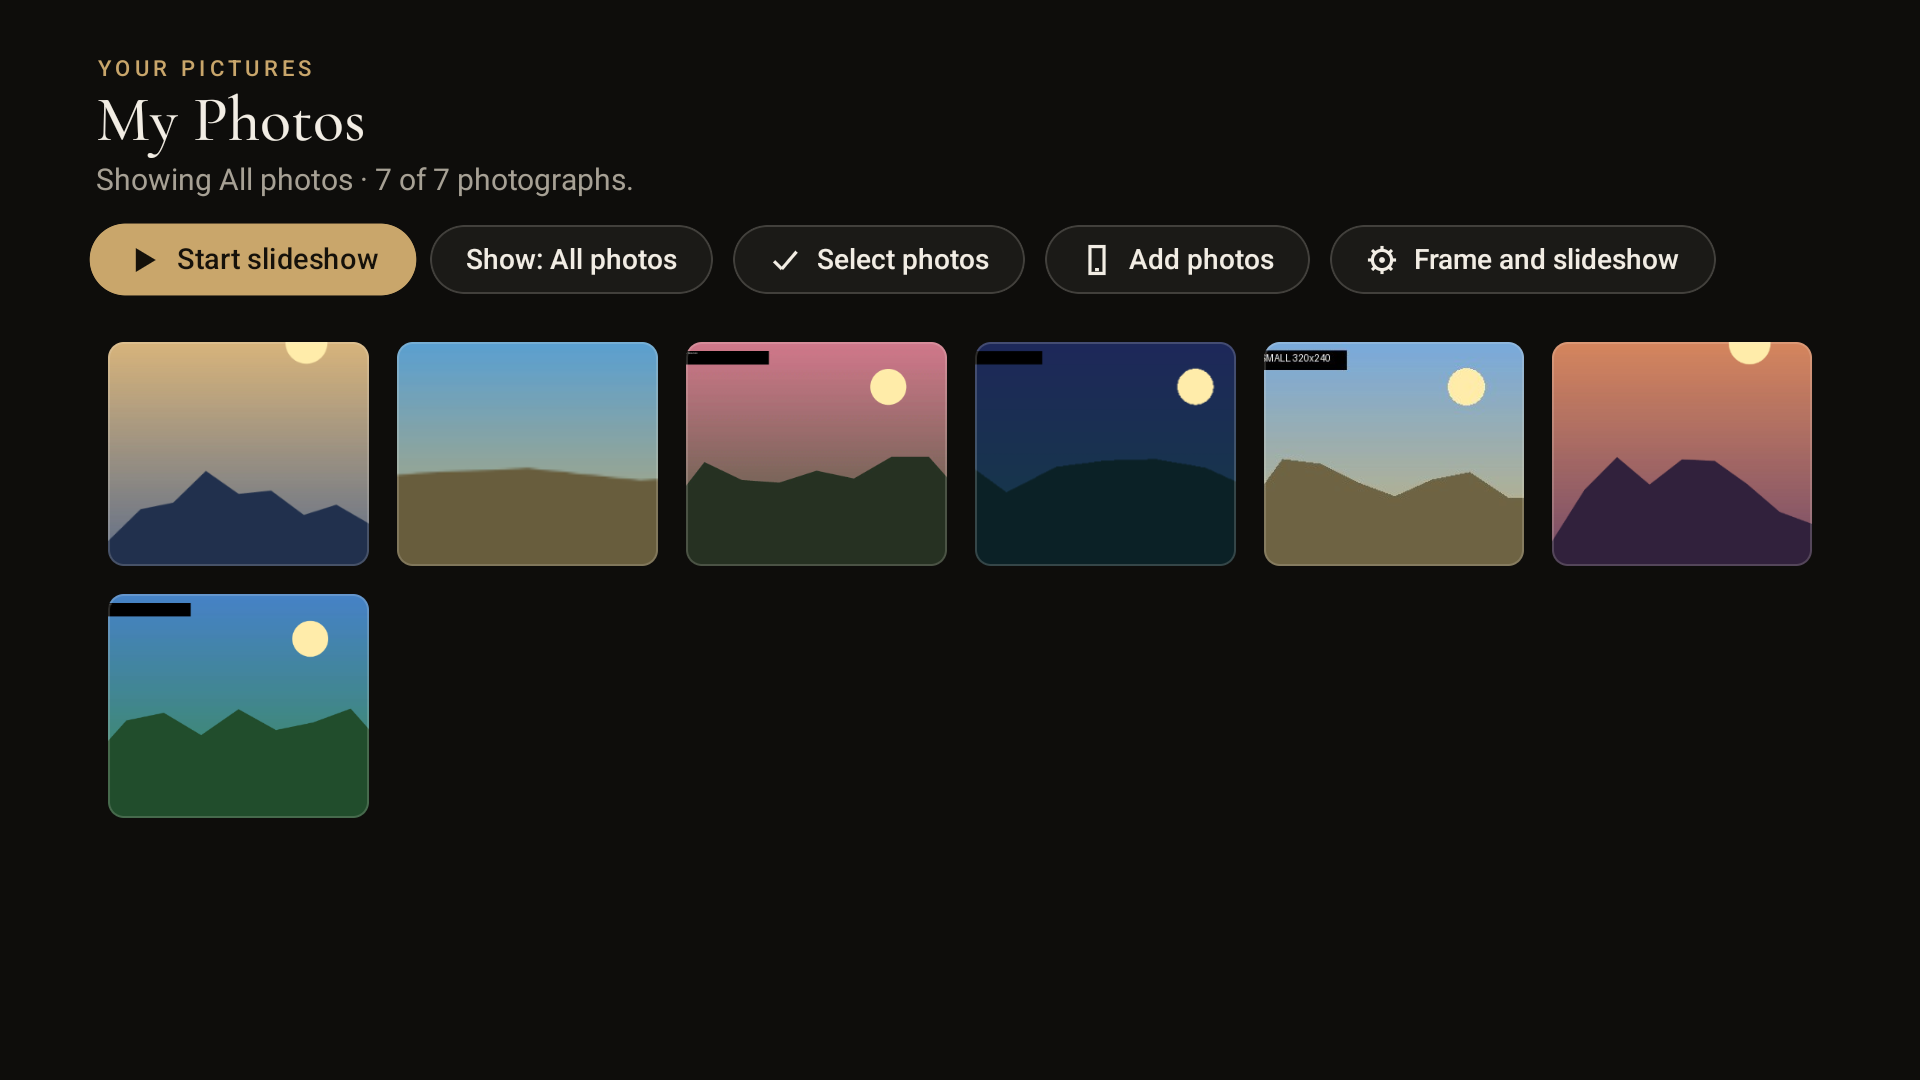 YOUR PICTURES
My Photos
Showing All photos · 7 of 7 photographs.
Start slideshow
Show: All photos
Select photos
Add photos
Frame and slideshow
320x240